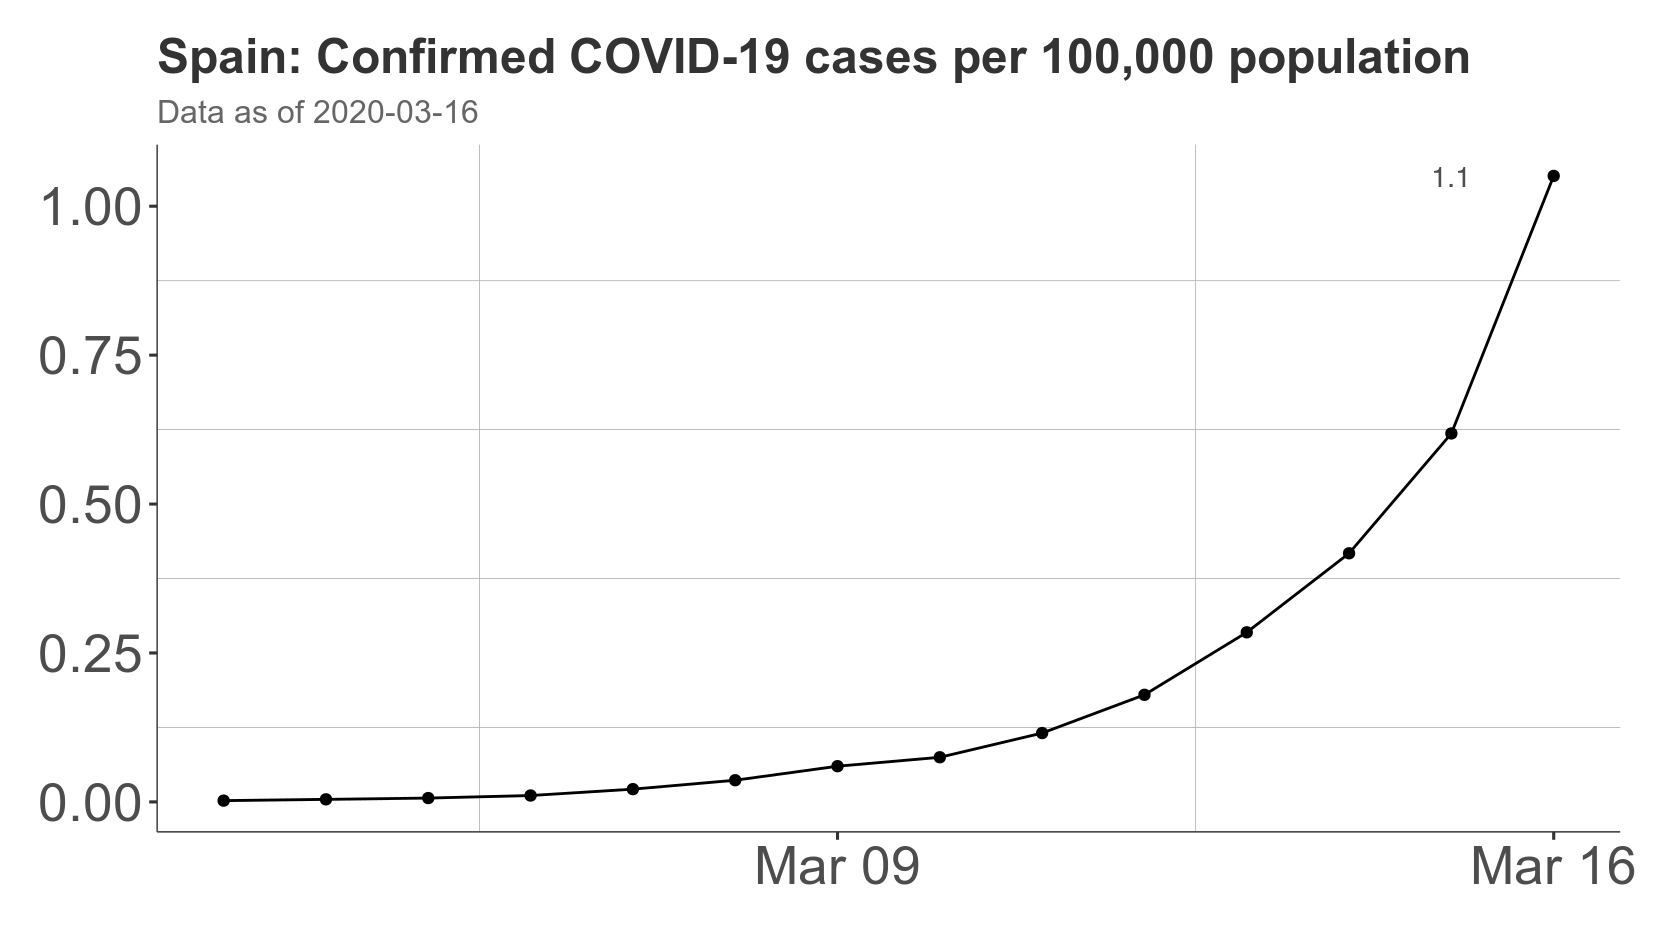 Spain: Confirmed COVID-19 cases per 100,000 population
Data as of 2020-03-16
1.1
1.00
0.75
0.50
0.25
0.00
Mar 09
Mar 16